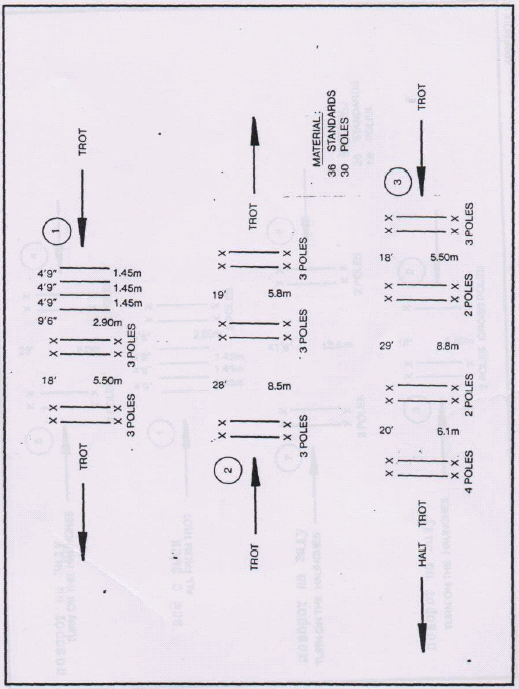 TROT
1
4'9" 1.45m
4'9" 1.45m
4'9" 1.45m
9'6" 2.90m
3 POLES
18' 5.50m
3 POLES
TROT
MATERIAL:
36 STANDARDS
30 POLES
TROT
3 POLES
19' 5.8m
3 POLES
28' 8.5m
3 POLES
2
TROT
TROT
3
3 POLES
18' 5.50m
2 POLES
29' 8.8m
2 POLES
20' 6.1m
4 POLES
TROT
HALT